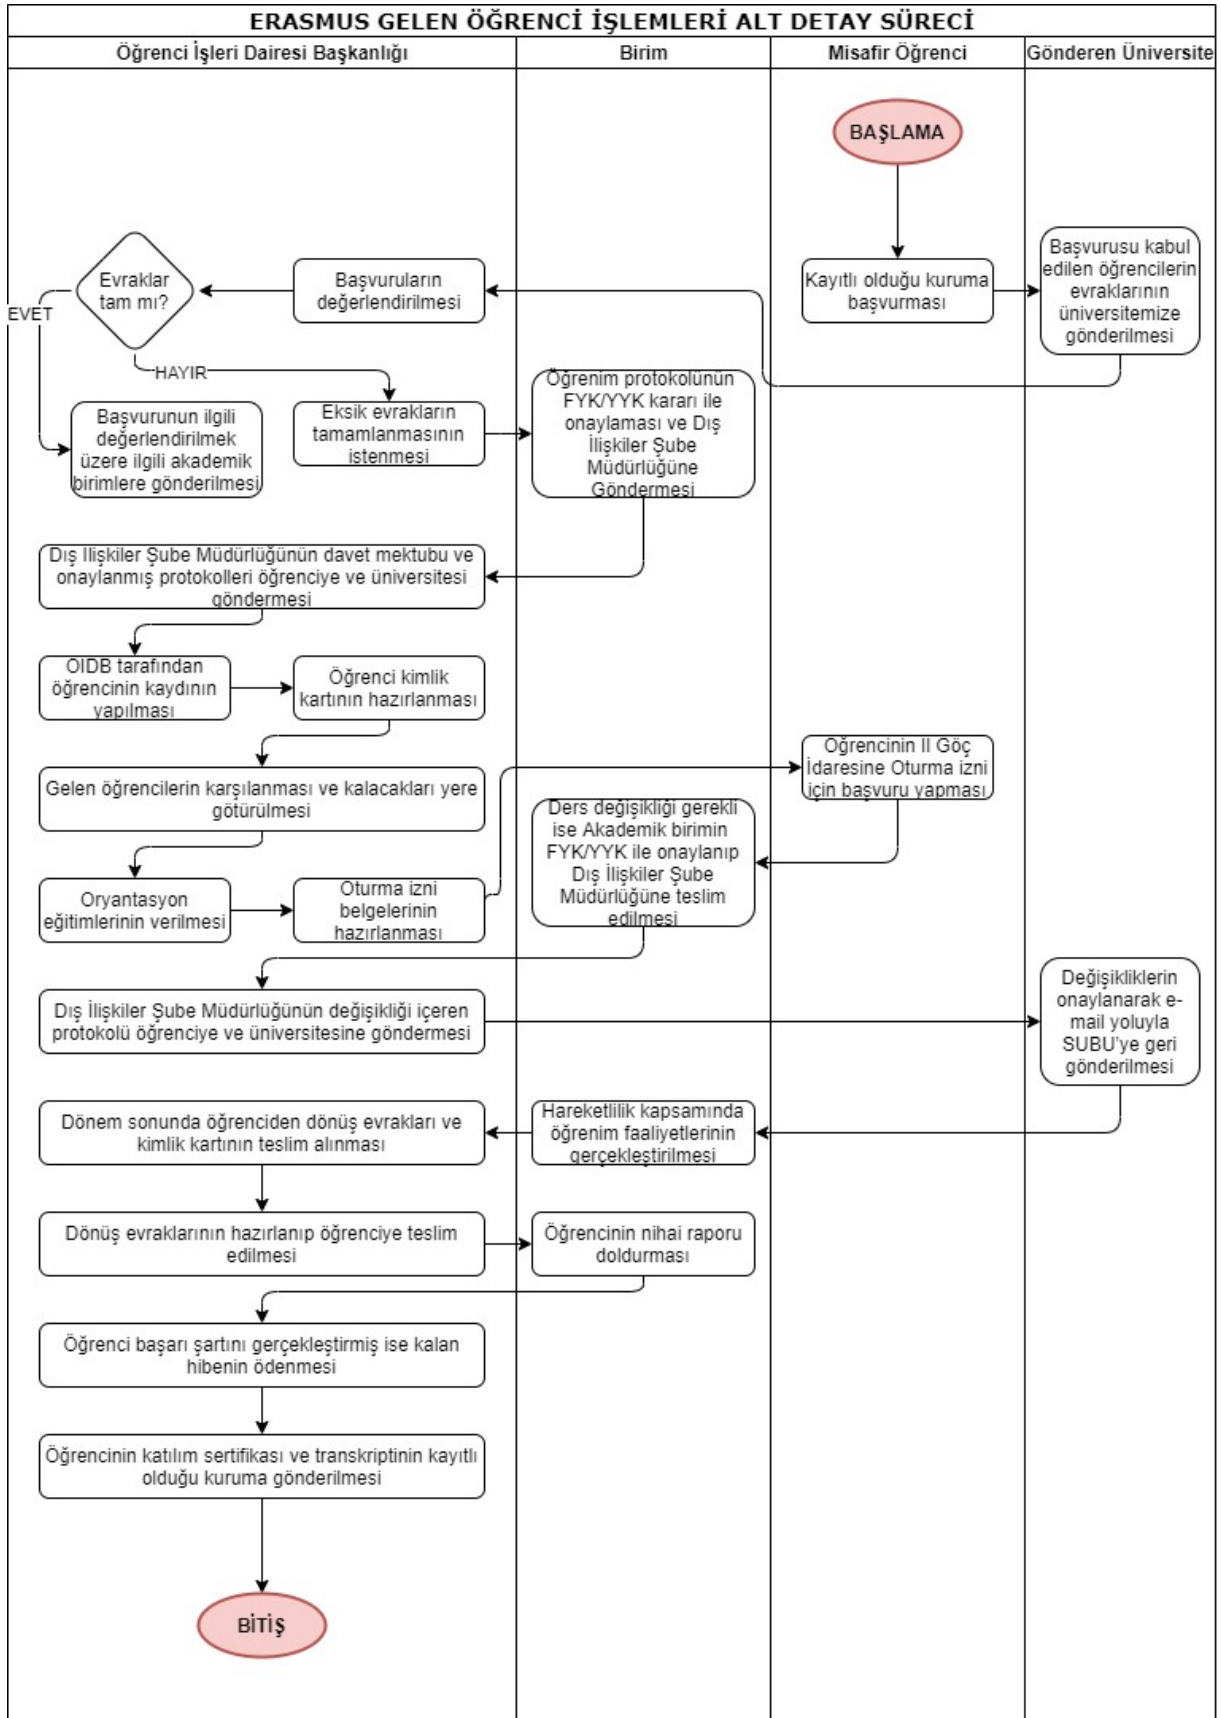 ERASMUS GELEN ÖĞRENCİ İŞLEMLERİ ALT DETAY SÜRECİ
Öğrenci İşleri Dairesi Başkanlığı
Birim
Misafir Öğrenci
Gönderen Üniversite
BAŞLAMA
Kayıtlı olduğu kuruma
başvurması
Başvurusu kabul
edilen öğrencilerin
evraklarının
üniversitemize
gönderilmesi
Başvuruların
değerlendirilmesi
Evraklar
tam mı?
EVET
HAYIR
Başvurunun ilgili
değerlendirilmek
üzere ilgili akademik
birimlere gönderilmesi
Eksik evrakların
tamamlanmasının
istenmesi
Öğrenim protokolünün
FYK/YYK kararı ile
onaylaması ve Dış
İlişkiler Şube
Müdürlüğüne
Göndermesi
Dış İlişkiler Şube Müdürlüğünün davet mektubu ve
onaylanmış protokolleri öğrenciye ve üniversitesi
göndermesi
OIDB tarafından
öğrencinin kaydının
yapılması
Öğrenci kimlik
kartının hazırlanması
Gelen öğrencilerin karşılanması ve kalacakları yere
götürülmesi
Oryantasyon
eğitimlerinin verilmesi
Oturma izni
belgelerinin
hazırlanması
Öğrencinin İl Göç
İdaresine Oturma izni
için başvuru yapması
Ders değişikliği gerekli
ise Akademik birimin
FYK/YYK ile onaylanıp
Dış İlişkiler Şube
Müdürlüğüne teslim
edilmesi
Dış İlişkiler Şube Müdürlüğünün değişikliği içeren
protokolü öğrenciye ve üniversitesine göndermesi
Değişikliklerin
onaylanarak e-
mail yoluyla
SUBU'ye geri
gönderilmesi
Hareketlilik kapsamında
öğrenim faaliyetlerinin
gerçekleştirilmesi
Dönem sonunda öğrenciden dönüş evrakları ve
kimlik kartının teslim alınması
Dönüş evraklarının hazırlanıp öğrenciye teslim
edilmesi
Öğrencinin nihai raporu
doldurması
Öğrenci başarı şartını gerçekleştirmiş ise kalan
hibenin ödenmesi
Öğrencinin katılım sertifikası ve transkriptinin kayıtlı
olduğu kuruma gönderilmesi
BİTİŞ